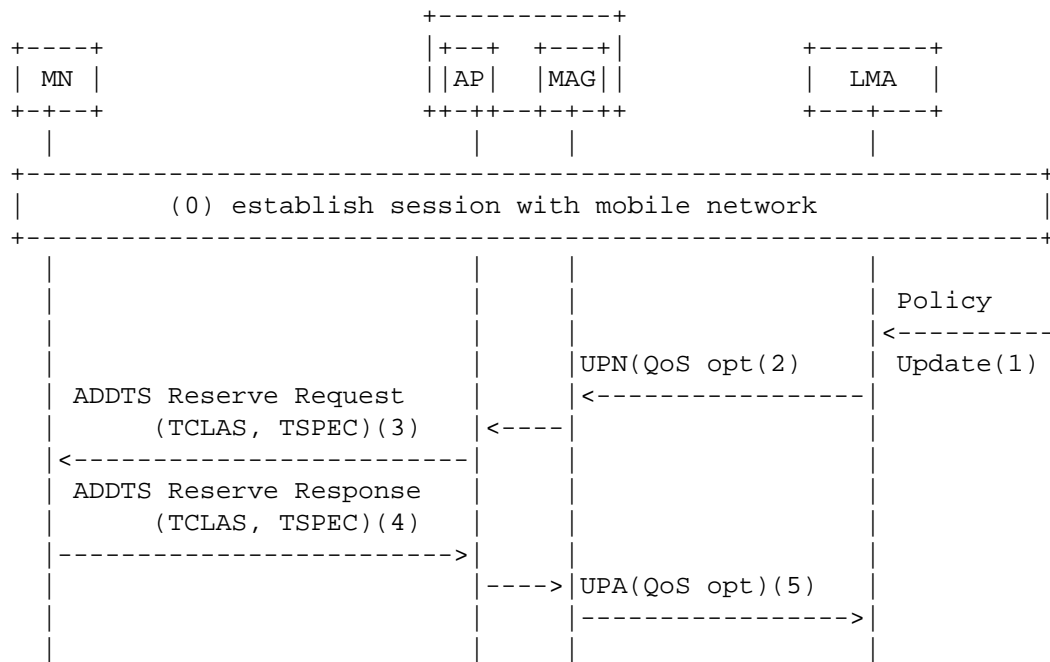 MN AP MAG LMA
(0) establish session with mobile network
Policy
UPN(QoS opt(2) Update(1)
ADDTS Reserve Request
(TCLAS, TSPEC)(3)
ADDTS Reserve Response
(TCLAS, TSPEC)(4)
UPA(QoS opt)(5)